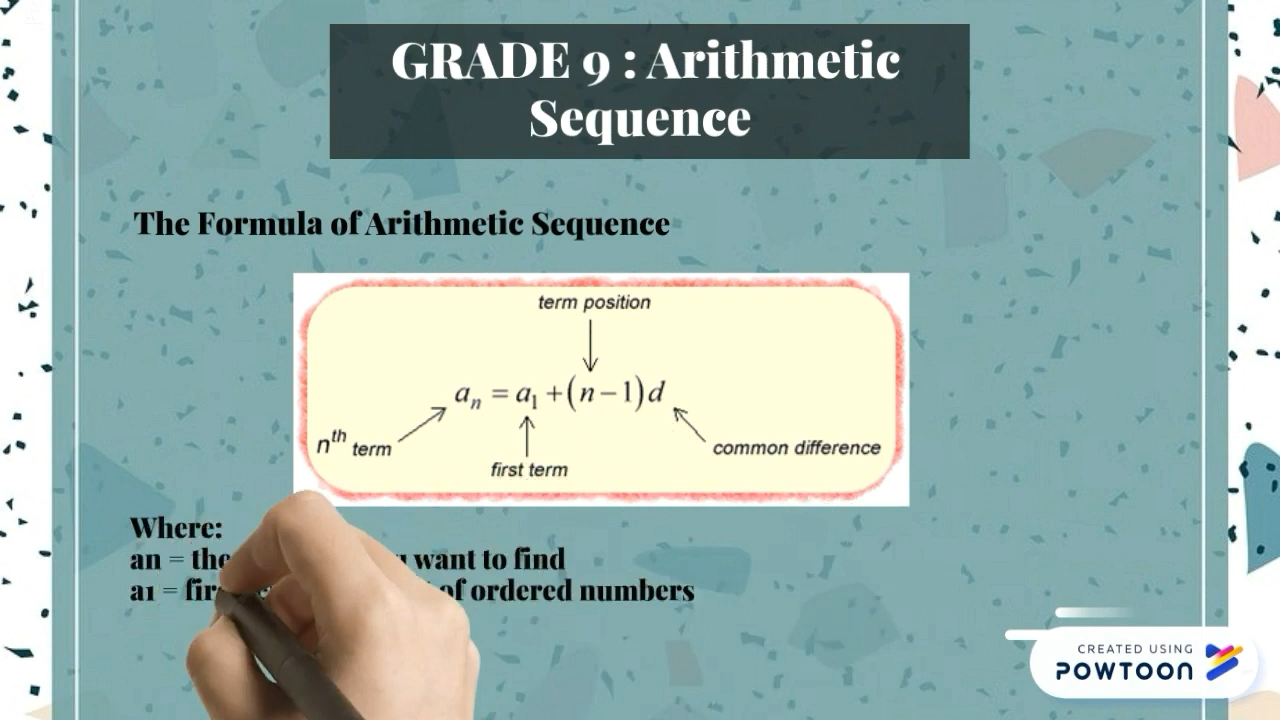 GRADE 9 : Arithmetic
Sequence
The Formula of Arithmetic Sequence
term position
aₙ = a₁ + (n − 1)d
nᵗʰ term
common difference
first term
Where:
an = the want to find
a1 = of ordered numbers
CREATED USING
POWTOON